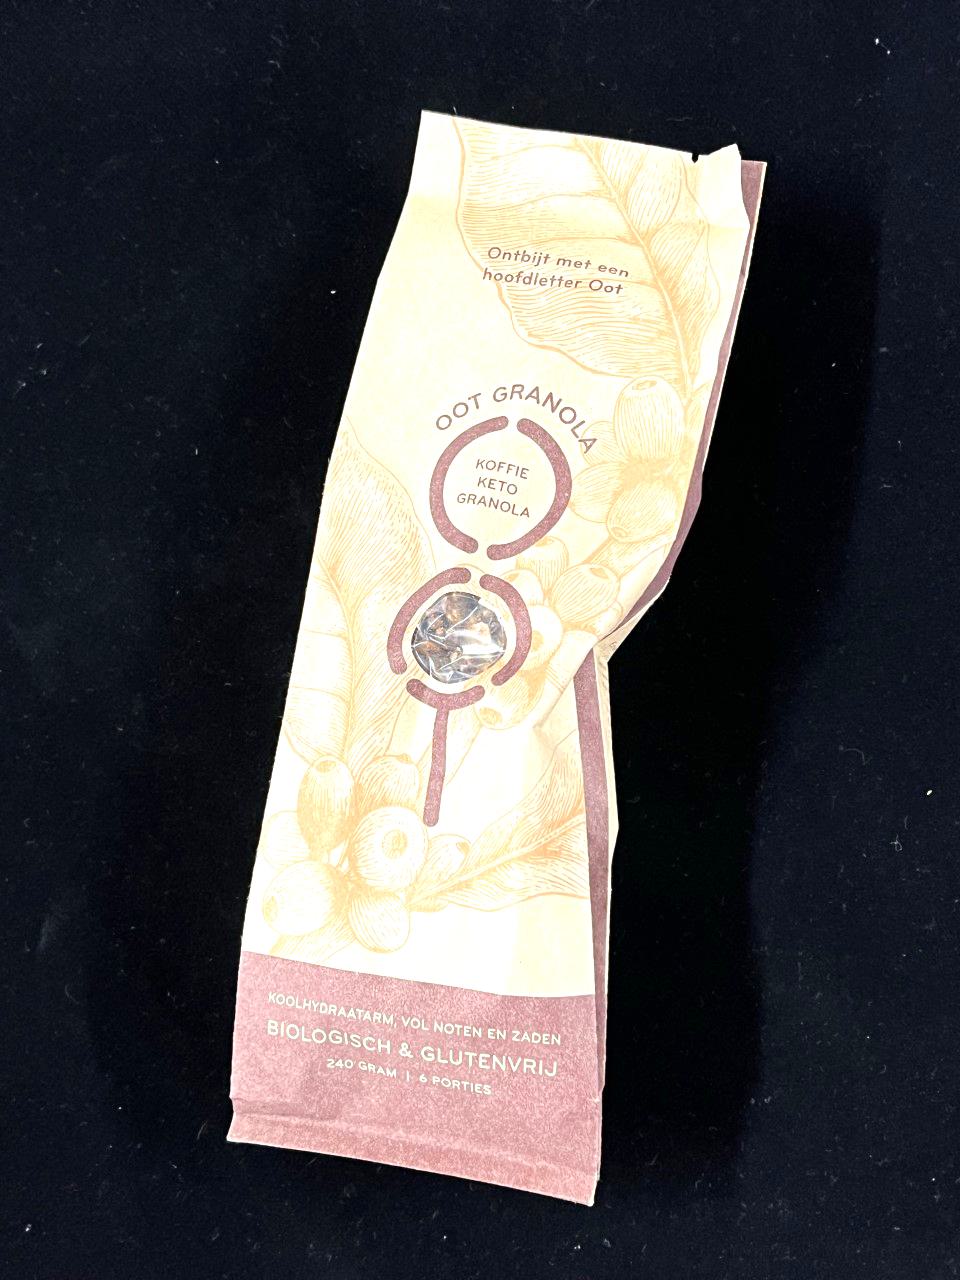 Ontbijt met een
hoofdletter Oot
OOT GRANOLA
KOFFIE
KETO
GRANOLA
KOOLHYDRAATARM, VOL NOTEN EN ZADEN
BIOLOGISCH & GLUTENVRIJ
240 GRAM | 6 PORTIES